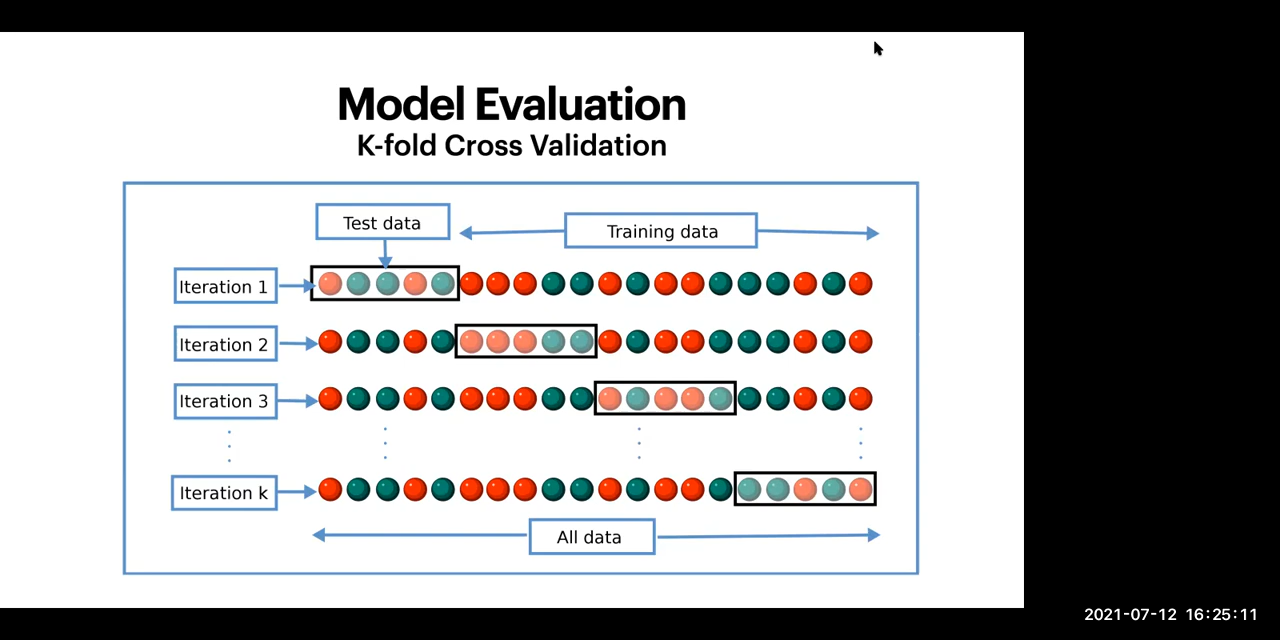 Model Evaluation
K-fold Cross Validation
Test data
Training data
Iteration 1
Iteration 2
Iteration 3
Iteration k
All data
2021-07-12 16:25:11